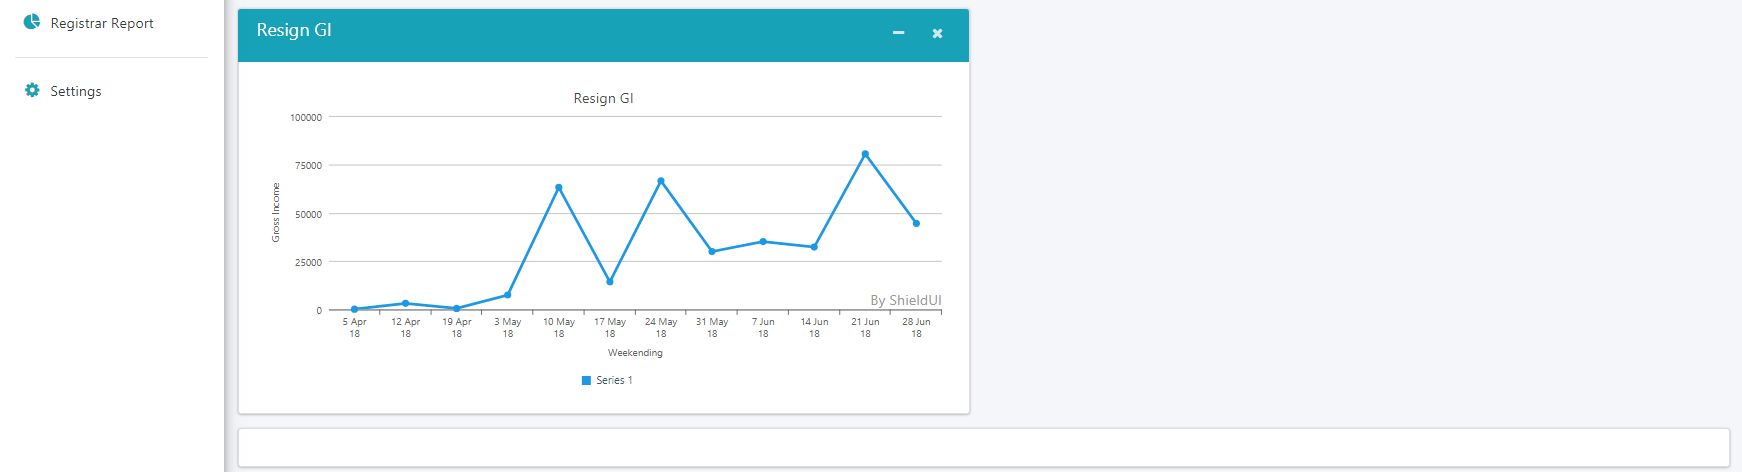 Registrar Report
Settings
Resign GI
Resign GI
100000
75000
50000
25000
0
Gross Income
By ShieldUI
5 Apr 12 Apr 19 Apr 3 May 10 May 17 May 24 May 31 May 7 Jun 14 Jun 21 Jun 28 Jun
18 18 18 18 18 18 18 18 18 18 18 18
Weekending
Series 1